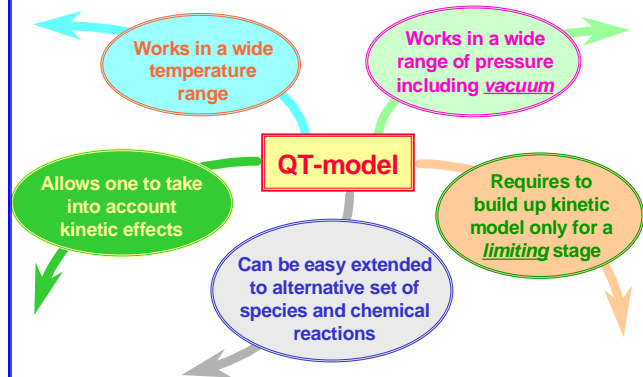 Works in a wide
temperature
range
Works in a wide
range of pressure
including vacuum
QT-model
Allows one to take
into account
kinetic effects
Requires to
build up kinetic
model only for a
limiting stage
Can be easy extended
to alternative set of
species and chemical
reactions